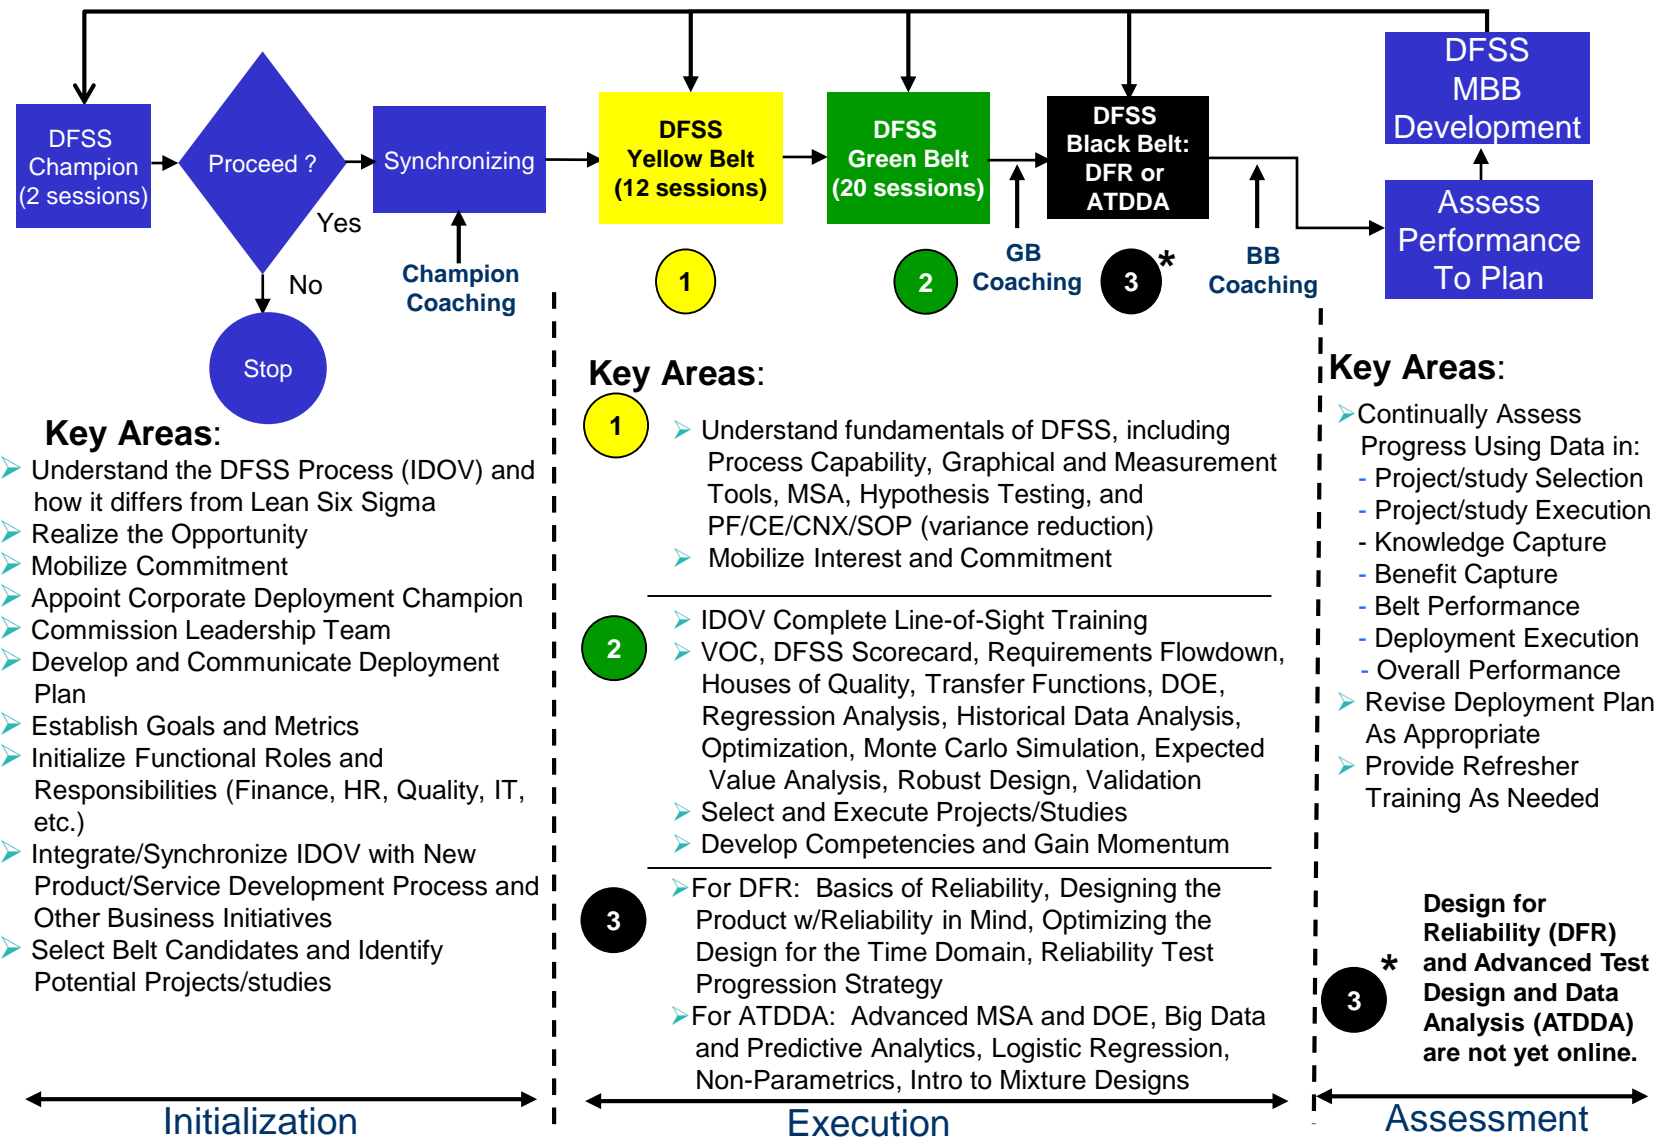 DFSS
Champion
(2 sessions)
Proceed ?
Yes
No
Stop
Synchronizing
Champion
Coaching
DFSS
Yellow Belt
(12 sessions)
1
DFSS
Green Belt
(20 sessions)
2
GB
Coaching
DFSS
Black Belt:
DFR or
ATDDA
3
*
BB
Coaching
DFSS
MBB
Development
Assess
Performance
To Plan
Key Areas:
Understand the DFSS Process (IDOV) and
how it differs from Lean Six Sigma
Realize the Opportunity
Mobilize Commitment
Appoint Corporate Deployment Champion
Commission Leadership Team
Develop and Communicate Deployment
Plan
Establish Goals and Metrics
Initialize Functional Roles and
Responsibilities (Finance, HR, Quality, IT,
etc.)
Integrate/Synchronize IDOV with New
Product/Service Development Process and
Other Business Initiatives
Select Belt Candidates and Identify
Potential Projects/studies
Initialization
Key Areas:
1
Understand fundamentals of DFSS, including
Process Capability, Graphical and Measurement
Tools, MSA, Hypothesis Testing, and
PF/CE/CNX/SOP (variance reduction)
Mobilize Interest and Commitment
2
IDOV Complete Line-of-Sight Training
VOC, DFSS Scorecard, Requirements Flowdown,
Houses of Quality, Transfer Functions, DOE,
Regression Analysis, Historical Data Analysis,
Optimization, Monte Carlo Simulation, Expected
Value Analysis, Robust Design, Validation
Select and Execute Projects/Studies
Develop Competencies and Gain Momentum
3
For DFR: Basics of Reliability, Designing the
Product w/Reliability in Mind, Optimizing the
Design for the Time Domain, Reliability Test
Progression Strategy
For ATDDA: Advanced MSA and DOE, Big Data
and Predictive Analytics, Logistic Regression,
Non-Parametrics, Intro to Mixture Designs
Execution
Key Areas:
Continually Assess
Progress Using Data in:
- Project/study Selection
- Project/study Execution
- Knowledge Capture
- Benefit Capture
- Belt Performance
- Deployment Execution
- Overall Performance
Revise Deployment Plan
As Appropriate
Provide Refresher
Training As Needed
3
*
Design for
Reliability (DFR)
and Advanced Test
Design and Data
Analysis (ATDDA)
are not yet online.
Assessment